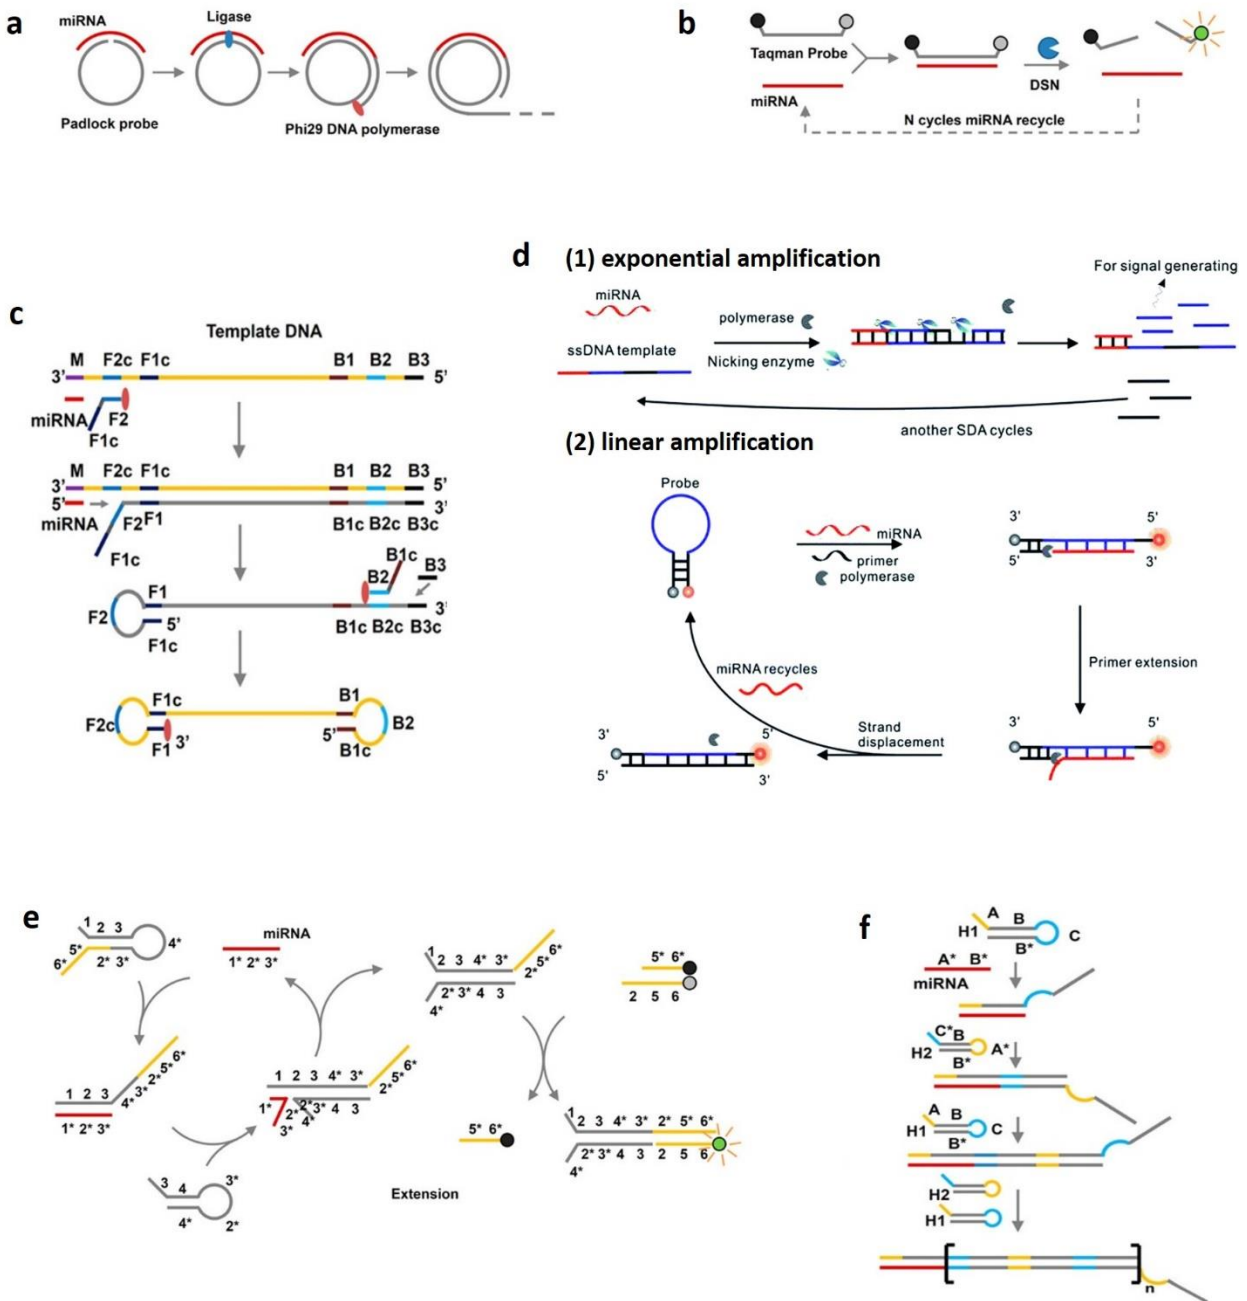 a
miRNA
Ligase
Padlock probe
Phi29 DNA polymerase
b
Taqman Probe
miRNA
DSN
N cycles miRNA recycle
c
Template DNA
M F2c F1c B1 B2 B3
3' 5'
miRNA F2
F1c
M F2c F1c B1 B2 B3
3' 5'
5' 3'
miRNA F2 F1 B1c B2c B3c
F1c
B1c
B2 B3
F1
F2 3'
5'
F1c B1c B2c B3c
F1c B1
F2c B2
F1 3' 5' B1c
d
(1) exponential amplification
miRNA
ssDNA template
polymerase
Nicking enzyme
For signal generating
another SDA cycles
(2) linear amplification
Probe
miRNA
primer
polymerase
3' 5'
5' 3'
Primer extension
3' 5'
miRNA recycles
Strand
displacement
3' 5'
5' 3'
e
1 2 3
4*
5*
6* 2* 3*
miRNA
1* 2* 3*
1 2 3 4* 3* 2* 5* 6*
2* 3* 4 3
4*
5* 6*
2 5 6
1 2 3 4* 3* 2* 5* 6*
1* 2* 3*
1 2 3 4* 3* 2* 5* 6*
1* 2* 3* 4 3
3* 2* 4*
3 4 3*
4* 2*
5* 6*
Extension
1 2 3 4* 3* 2* 5* 6*
2* 3* 4 3 2 5 6
4*
f
A B
H1 C
B*
A* B*
miRNA
C* B
H2 A*
B*
A B
H1 C
B*
H2
H1
n